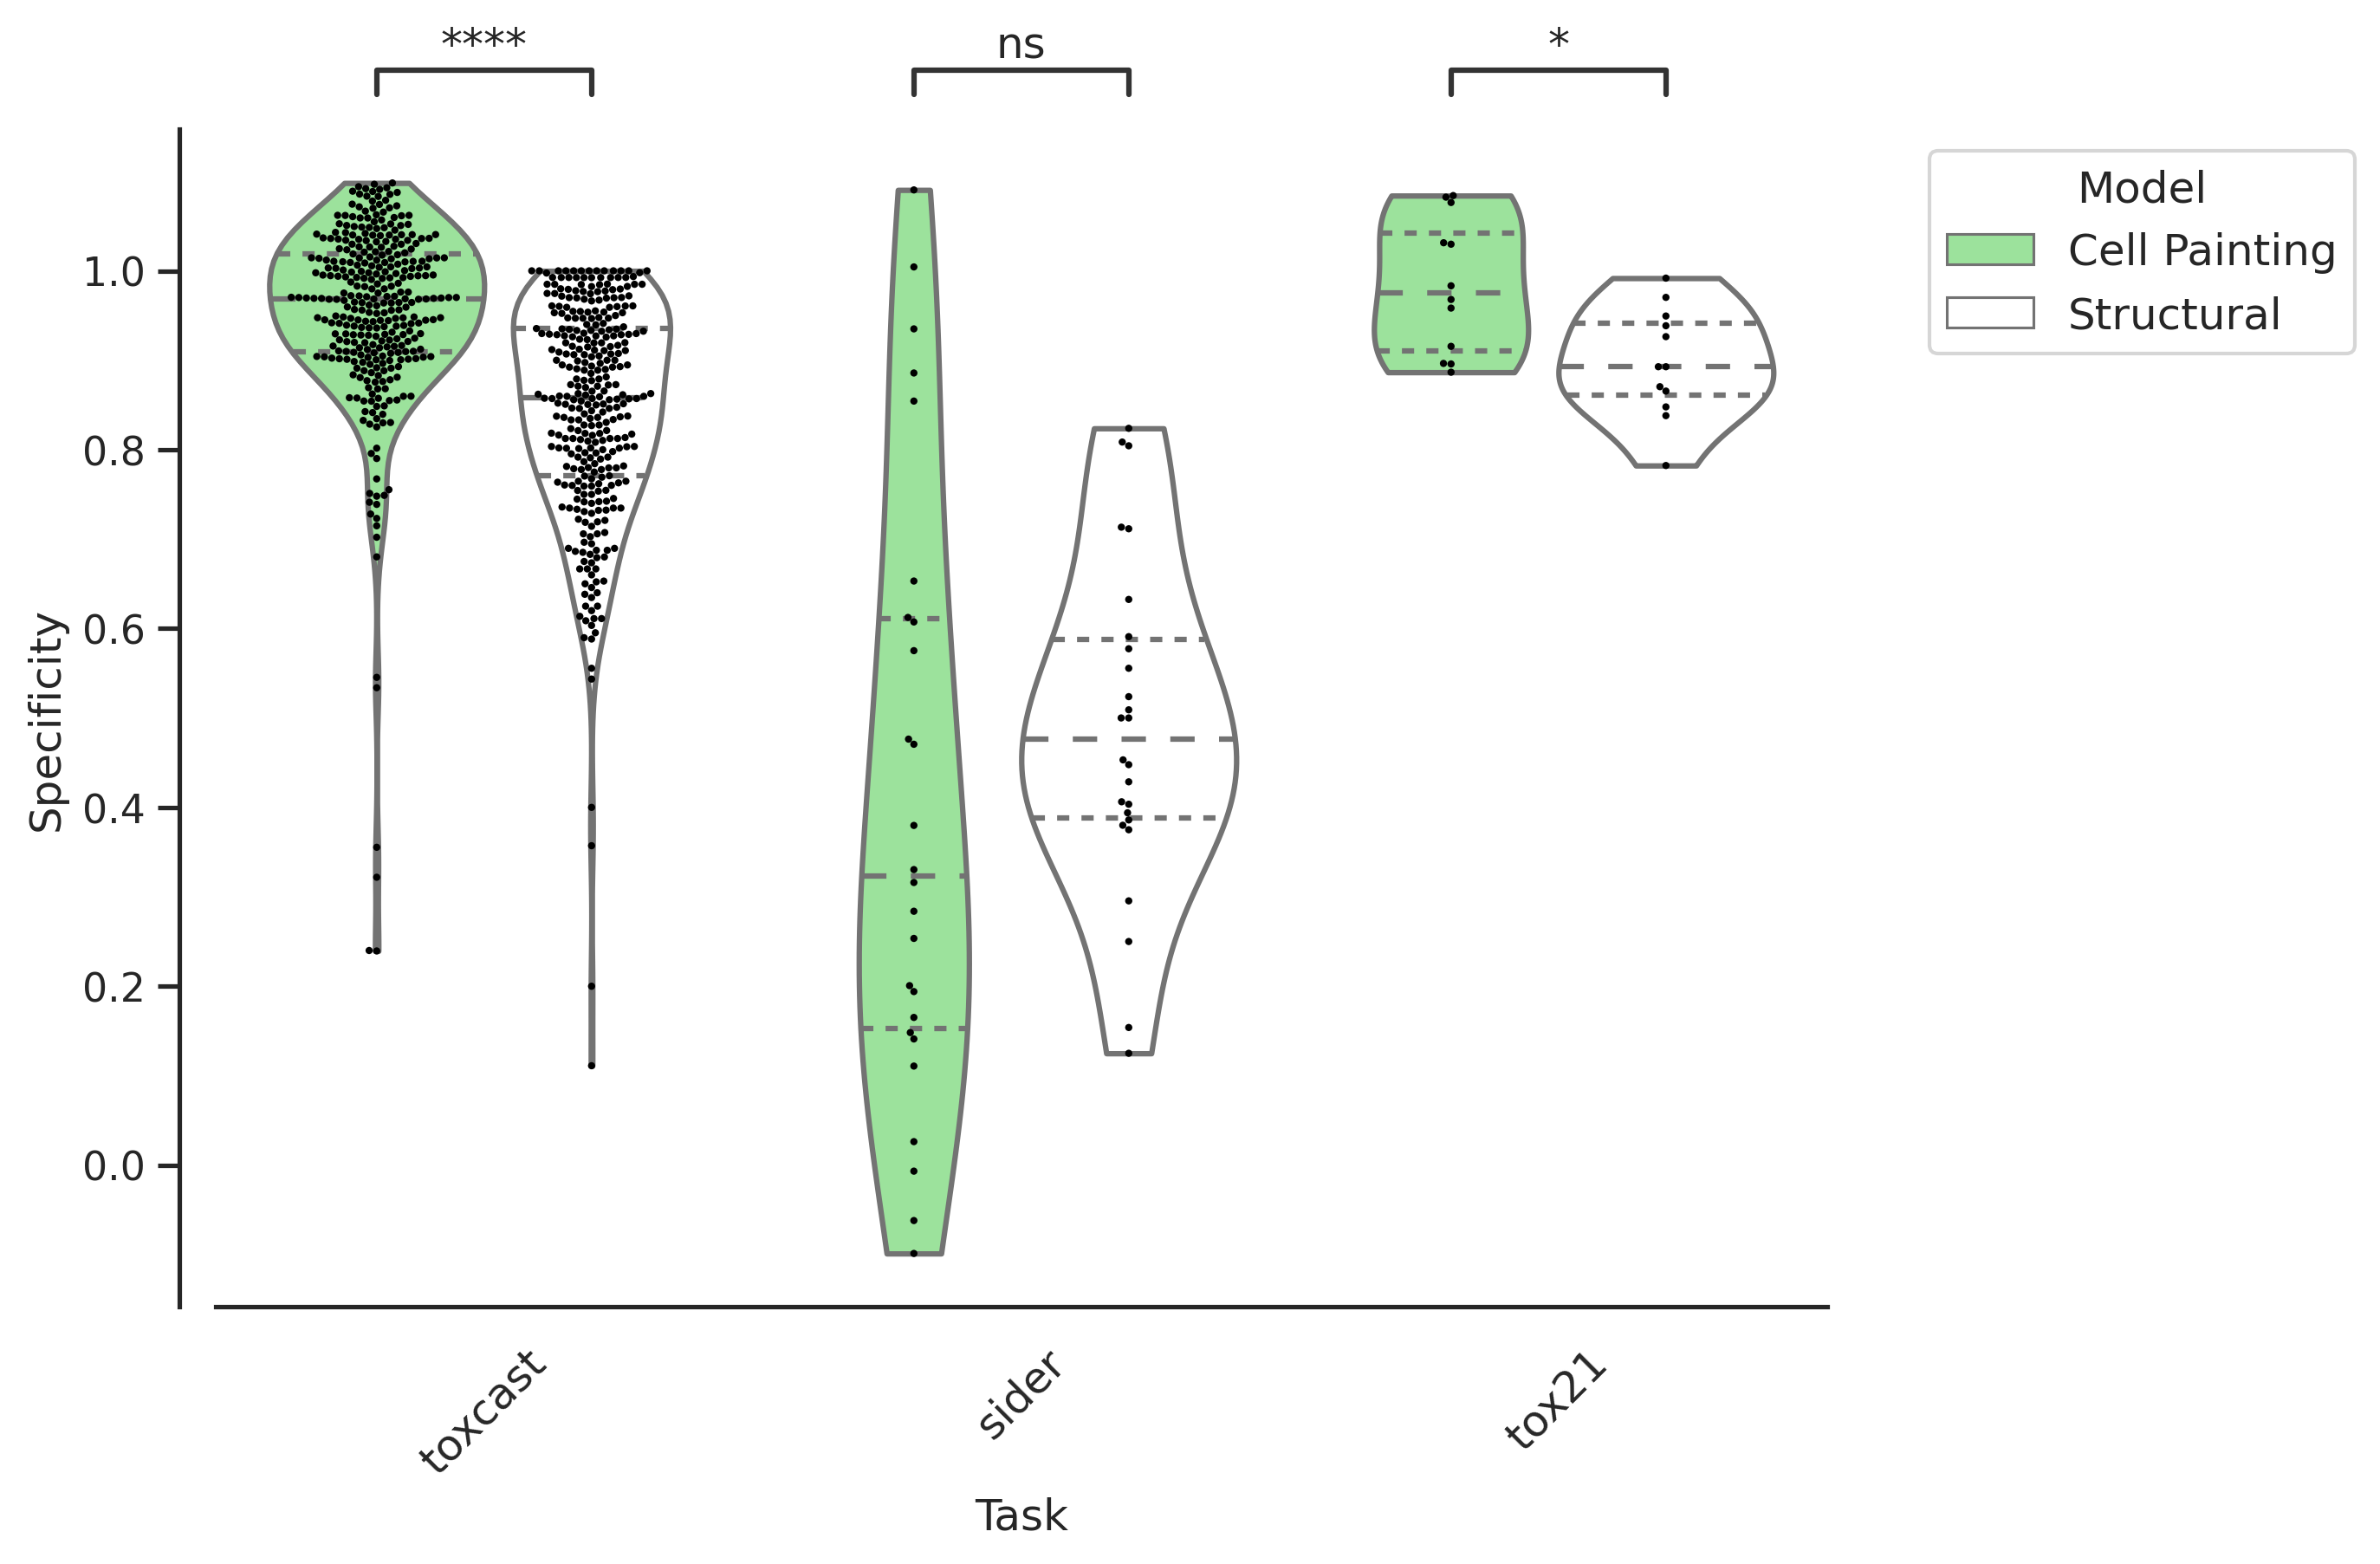 **** ns *
Model
Cell Painting
Structural
1.0
0.8
0.6
0.4
0.2
0.0
Specificity
toxcast sider tox21
Task